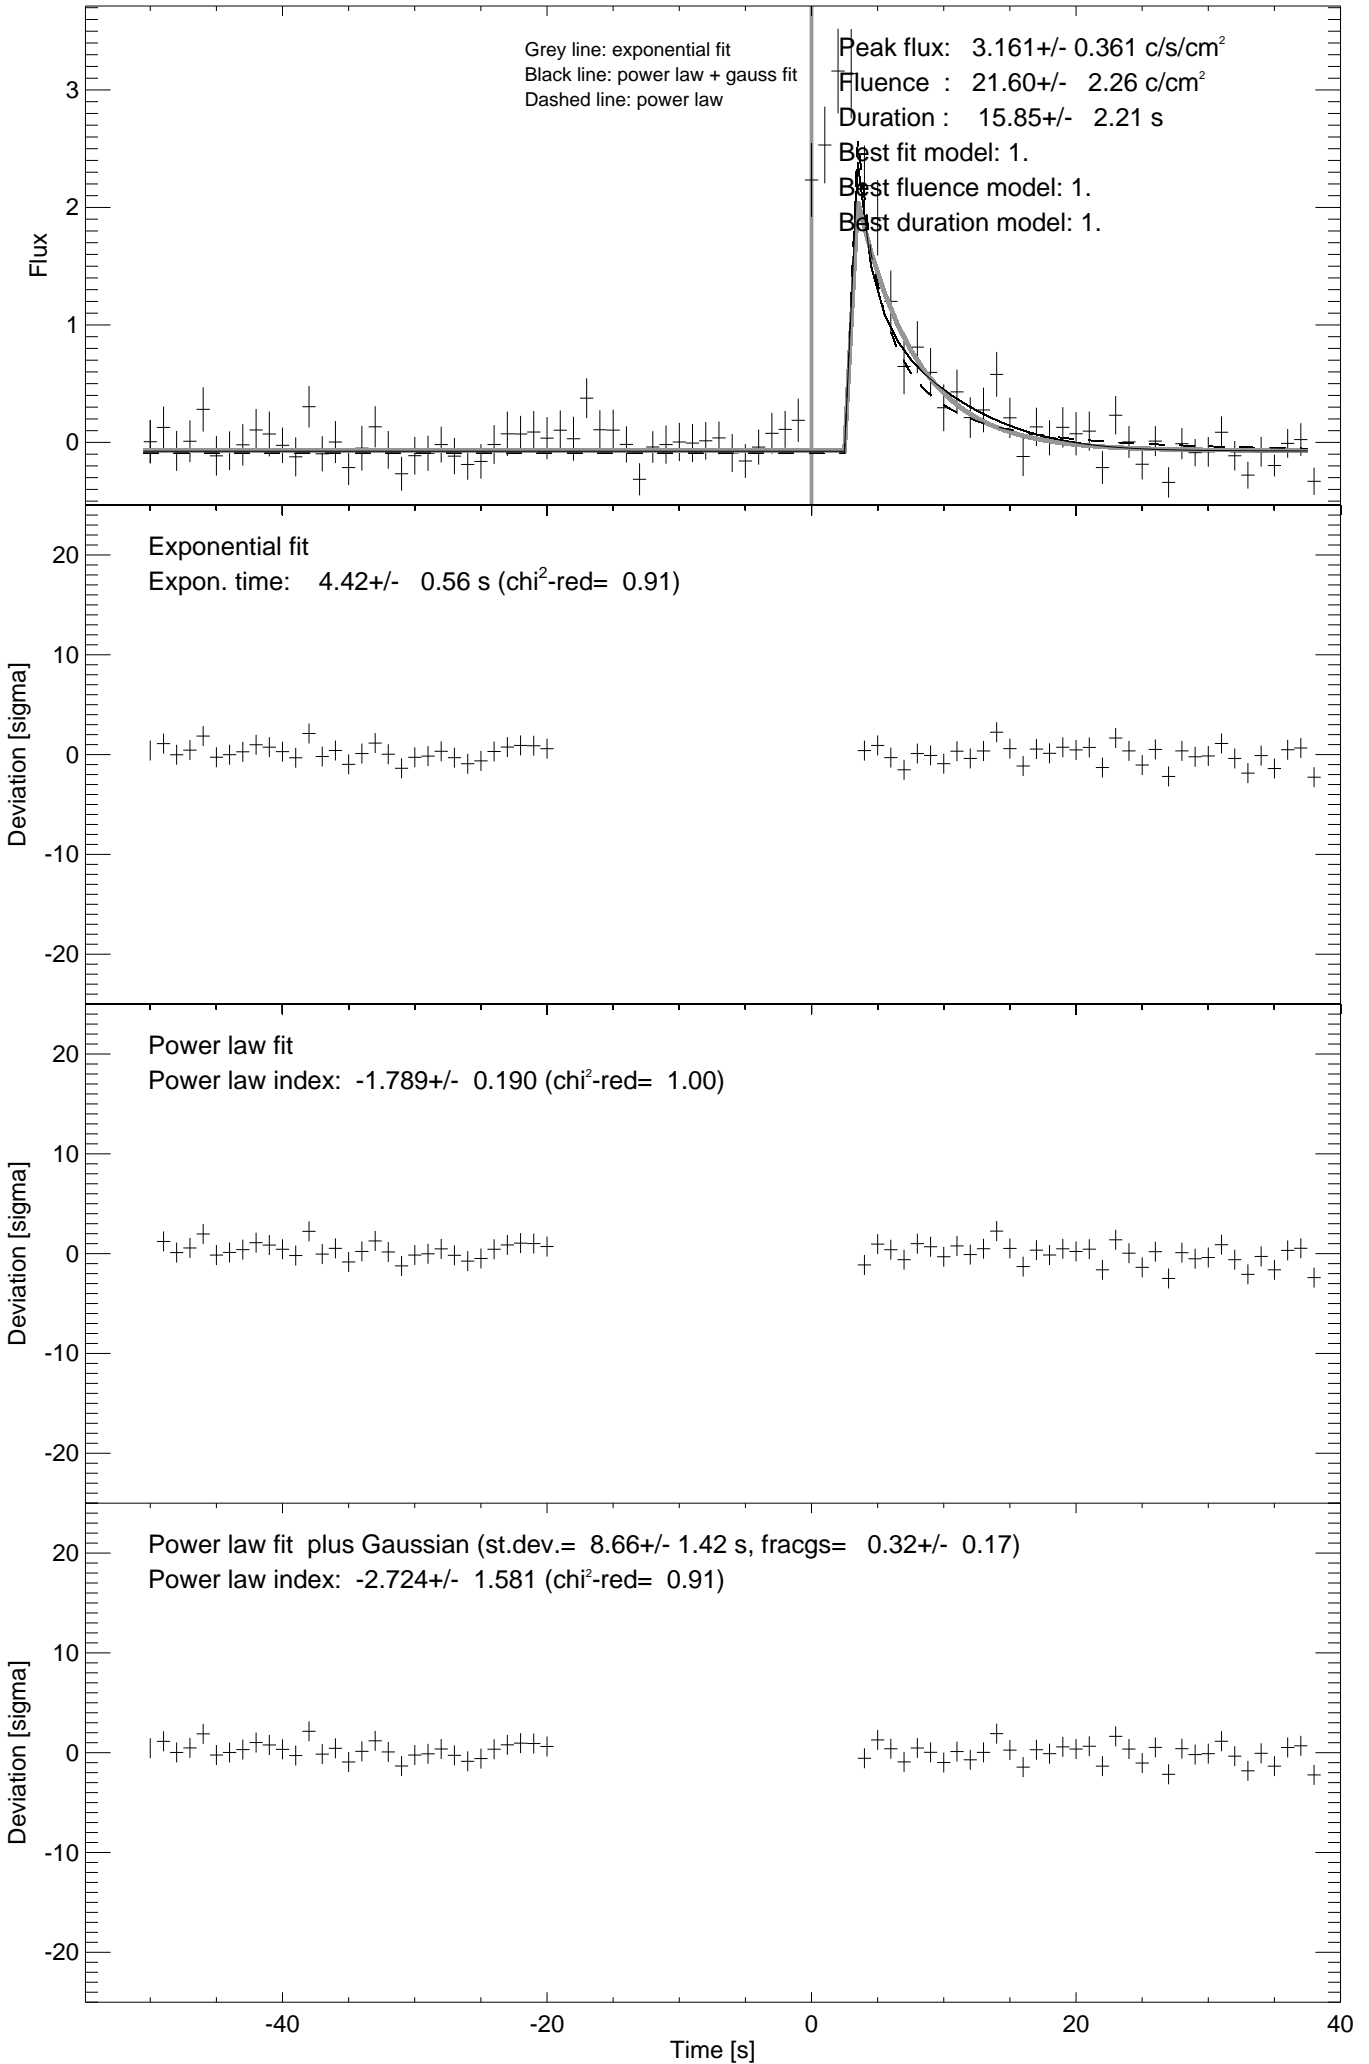 Grey line: exponential fit
Black line: power law + gauss fit
Dashed line: power law
Peak flux: 3.161+/- 0.361 c/s/cm²
Fluence : 21.60+/- 2.26 c/cm²
Duration : 15.85+/- 2.21 s
Best fit model: 1.
Best fluence model: 1.
Best duration model: 1.
3
2
1
0
Flux
Exponential fit
Expon. time: 4.42+/- 0.56 s (chi²-red= 0.91)
20
10
0
-10
-20
Deviation [sigma]
Power law fit
Power law index: -1.789+/- 0.190 (chi²-red= 1.00)
20
10
0
-10
-20
Deviation [sigma]
Power law fit plus Gaussian (st.dev.= 8.66+/- 1.42 s, fracgs= 0.32+/- 0.17)
Power law index: -2.724+/- 1.581 (chi²-red= 0.91)
20
10
0
-10
-20
Deviation [sigma]
-40 -20 0 20 40
Time [s]